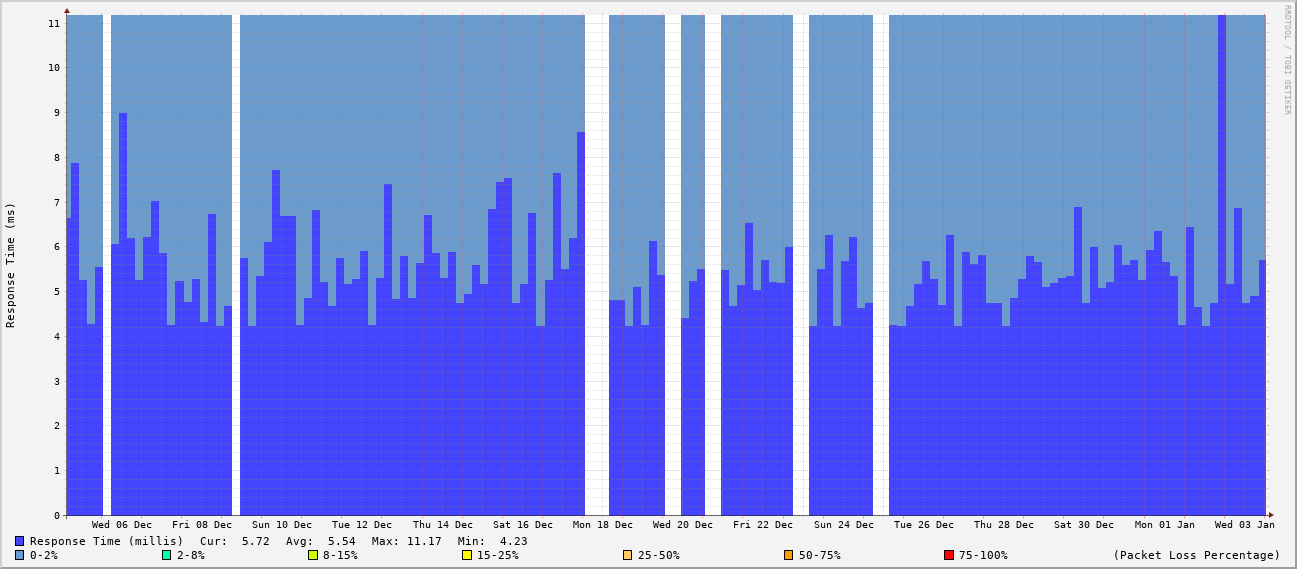 RRDTOOL / TOBI OETIKER
Response Time (ms)
11
10
9
8
7
6
5
4
3
2
1
0
Wed 06 Dec Fri 08 Dec Sun 10 Dec Tue 12 Dec Thu 14 Dec Sat 16 Dec Mon 18 Dec Wed 20 Dec Fri 22 Dec Sun 24 Dec Tue 26 Dec Thu 28 Dec Sat 30 Dec Mon 01 Jan Wed 03 Jan
Response Time (millis) Cur: 5.72 Avg: 5.54 Max: 11.17 Min: 4.23
0-2% 2-8% 8-15% 15-25% 25-50% 50-75% 75-100% (Packet Loss Percentage)